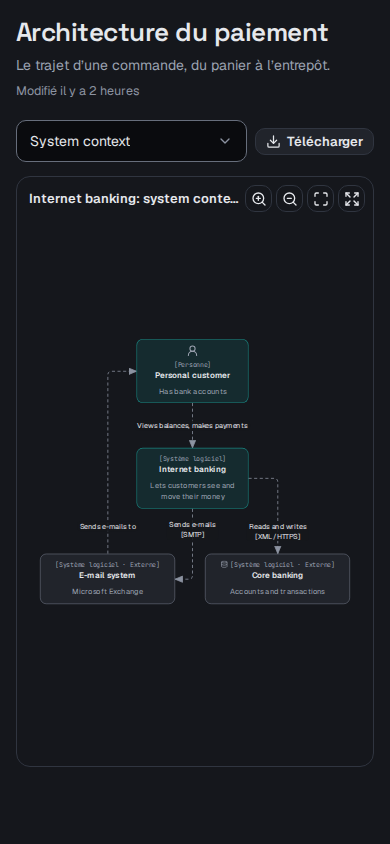 Architecture du paiement
Le trajet d'une commande, du panier à l'entrepôt.
Modifié il y a 2 heures
System context
Télécharger
Internet banking: system conte…
[Personne]
Personal customer
Has bank accounts
Views balances, makes payments
[Système logiciel]
Internet banking
Lets customers see and
move their money
Sends e-mails to
Sends e-mails
[SMTP]
Reads and writes
[XML/HTTPS]
[Système logiciel · Externe]
E-mail system
Microsoft Exchange
[Système logiciel · Externe]
Core banking
Accounts and transactions